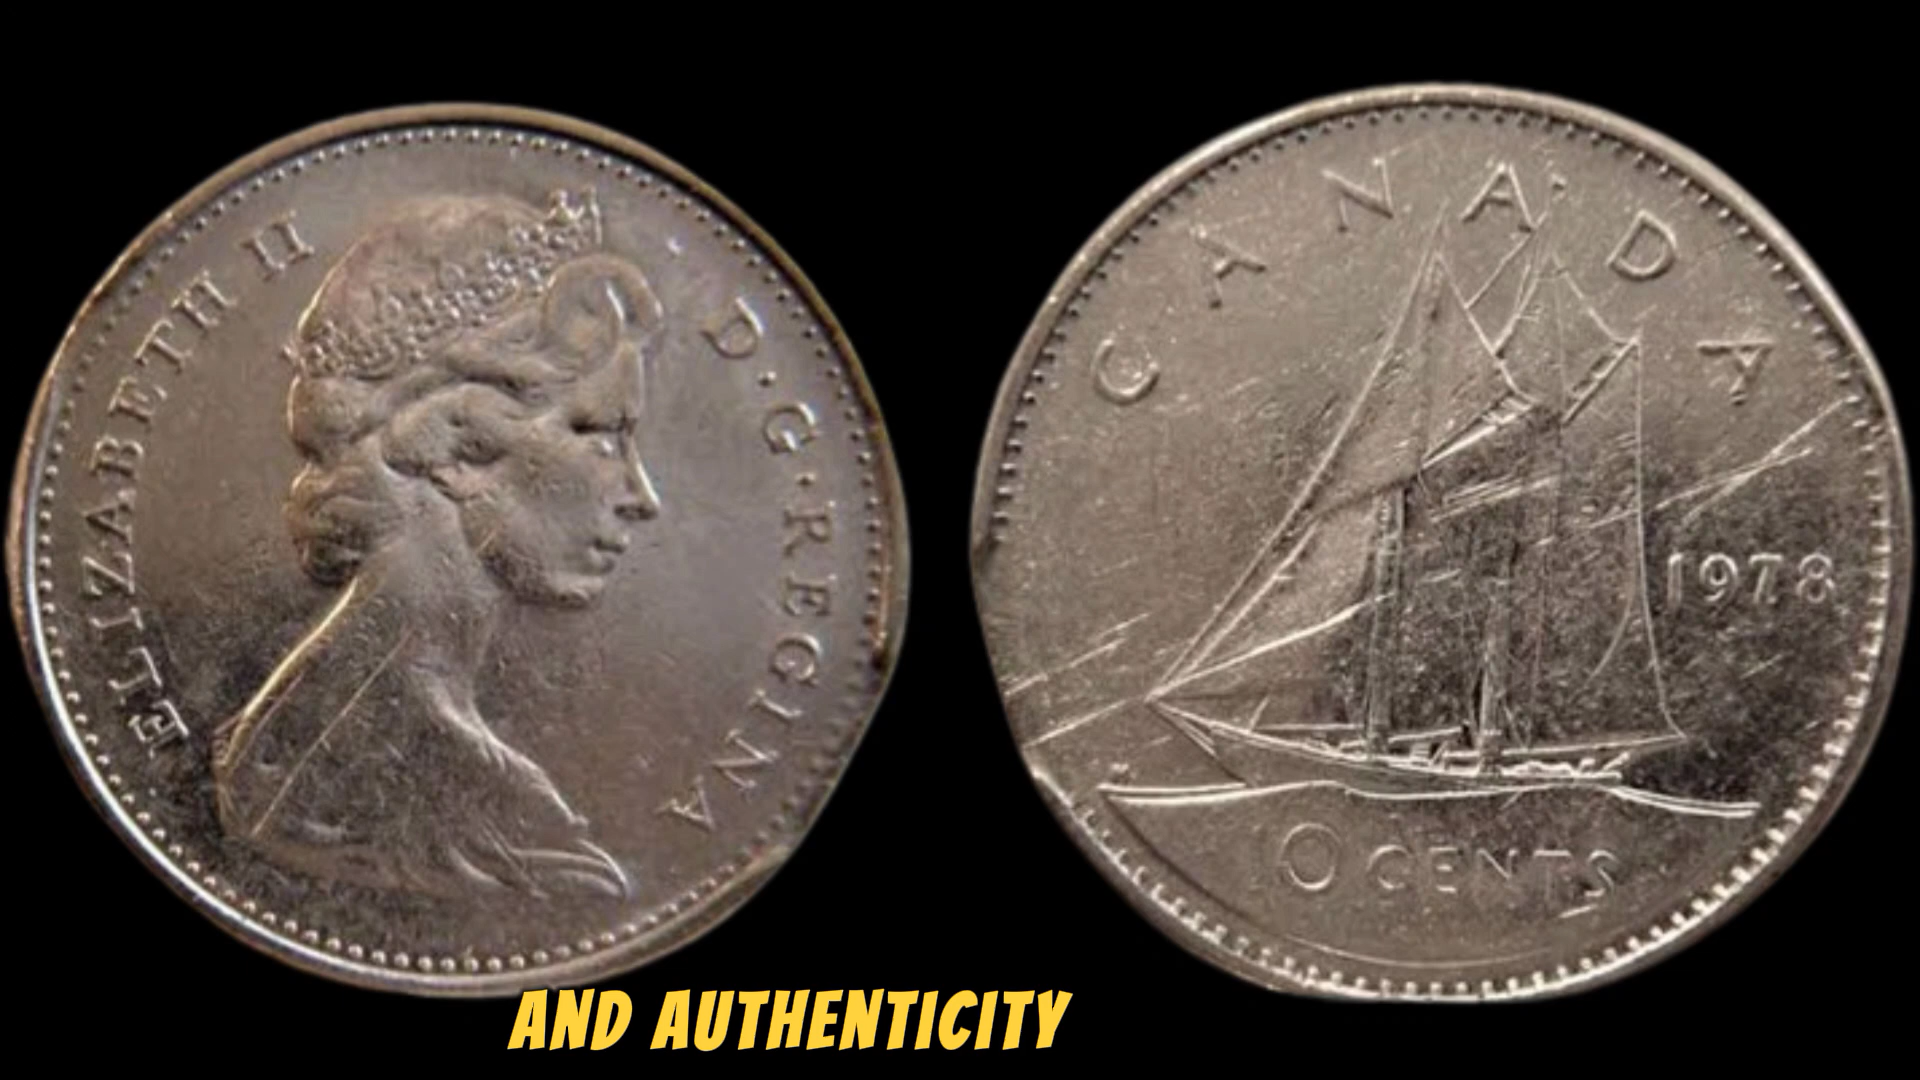 ELIZABETH II D·G·REGINA
CANADA
1978
10 CENTS
AND AUTHENTICITY